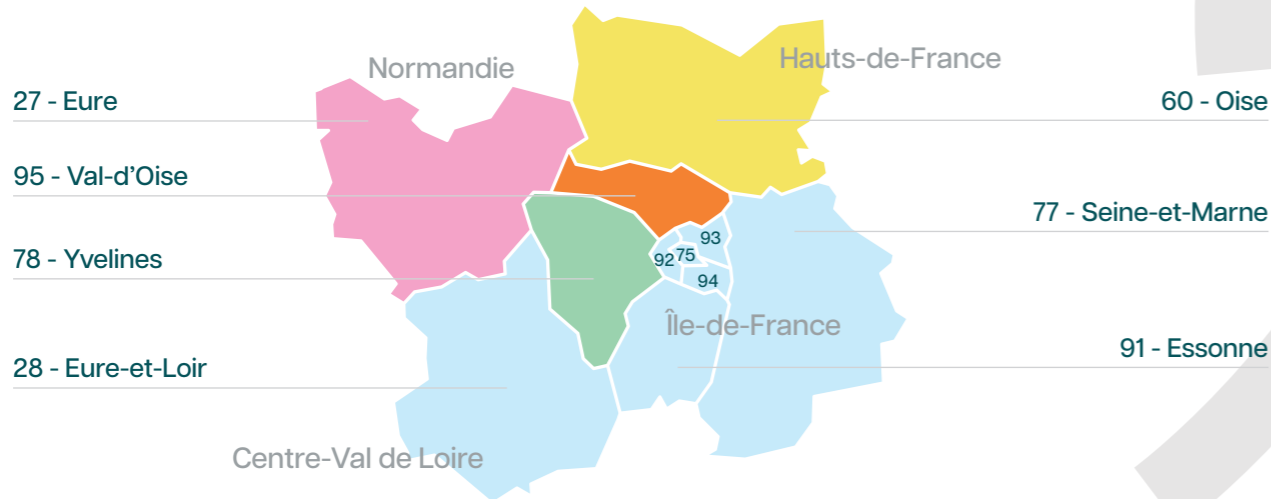 Normandie
Hauts-de-France
27 - Eure
60 - Oise
95 - Val-d’Oise
77 - Seine-et-Marne
93
78 - Yvelines
92
75
94
Île-de-France
91 - Essonne
28 - Eure-et-Loir
Centre-Val de Loire